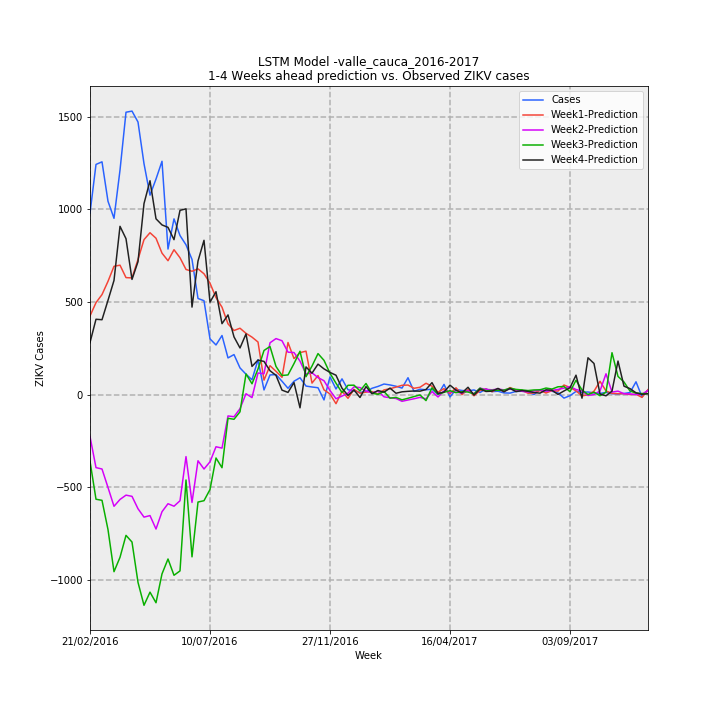 LSTM Model -valle_cauca_2016-2017
1-4 Weeks ahead prediction vs. Observed ZIKV cases
Cases
Week1-Prediction
Week2-Prediction
Week3-Prediction
Week4-Prediction
1500
1000
500
0
−500
−1000
ZIKV Cases
21/02/2016 10/07/2016 27/11/2016 16/04/2017 03/09/2017
Week